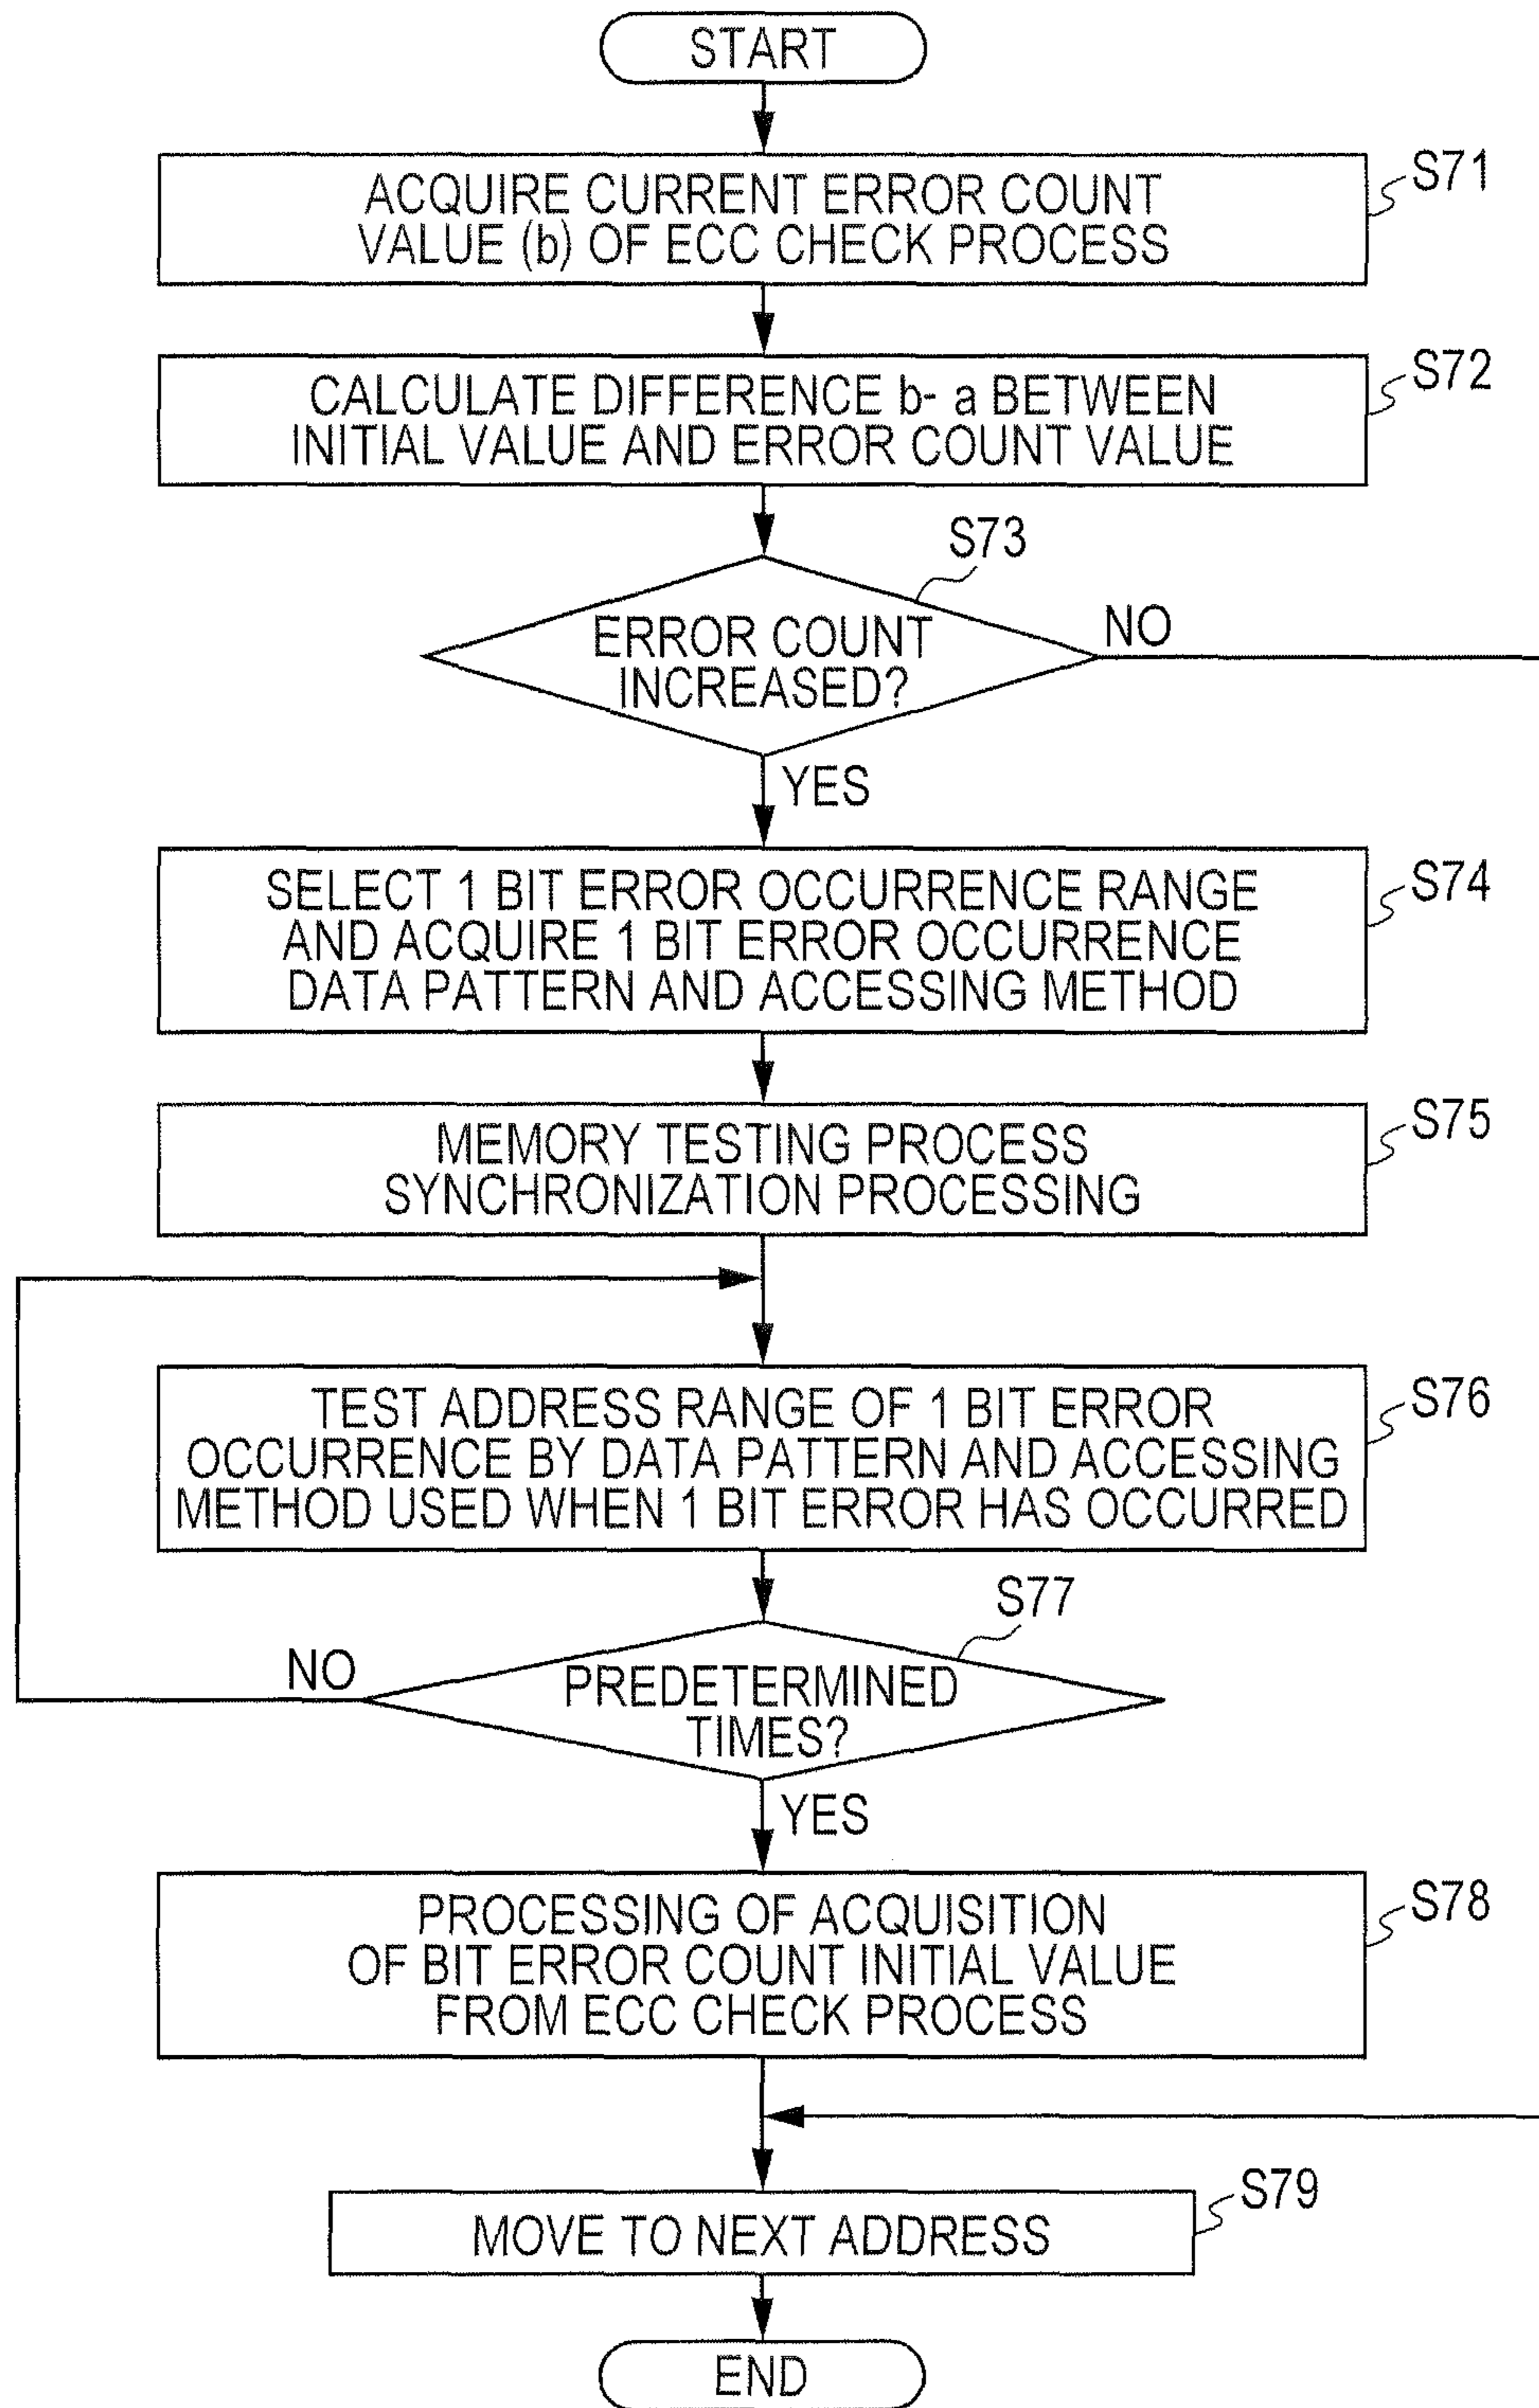 START
ACQUIRE CURRENT ERROR COUNT
VALUE (b) OF ECC CHECK PROCESS
S71
CALCULATE DIFFERENCE b- a BETWEEN
INITIAL VALUE AND ERROR COUNT VALUE
S72
S73
ERROR COUNT
INCREASED?
NO
YES
SELECT 1 BIT ERROR OCCURRENCE RANGE
AND ACQUIRE 1 BIT ERROR OCCURRENCE
DATA PATTERN AND ACCESSING METHOD
S74
MEMORY TESTING PROCESS
SYNCHRONIZATION PROCESSING
S75
TEST ADDRESS RANGE OF 1 BIT ERROR
OCCURRENCE BY DATA PATTERN AND ACCESSING
METHOD USED WHEN 1 BIT ERROR HAS OCCURRED
S76
S77
NO
PREDETERMINED
TIMES?
YES
PROCESSING OF ACQUISITION
OF BIT ERROR COUNT INITIAL VALUE
FROM ECC CHECK PROCESS
S78
MOVE TO NEXT ADDRESS
S79
END